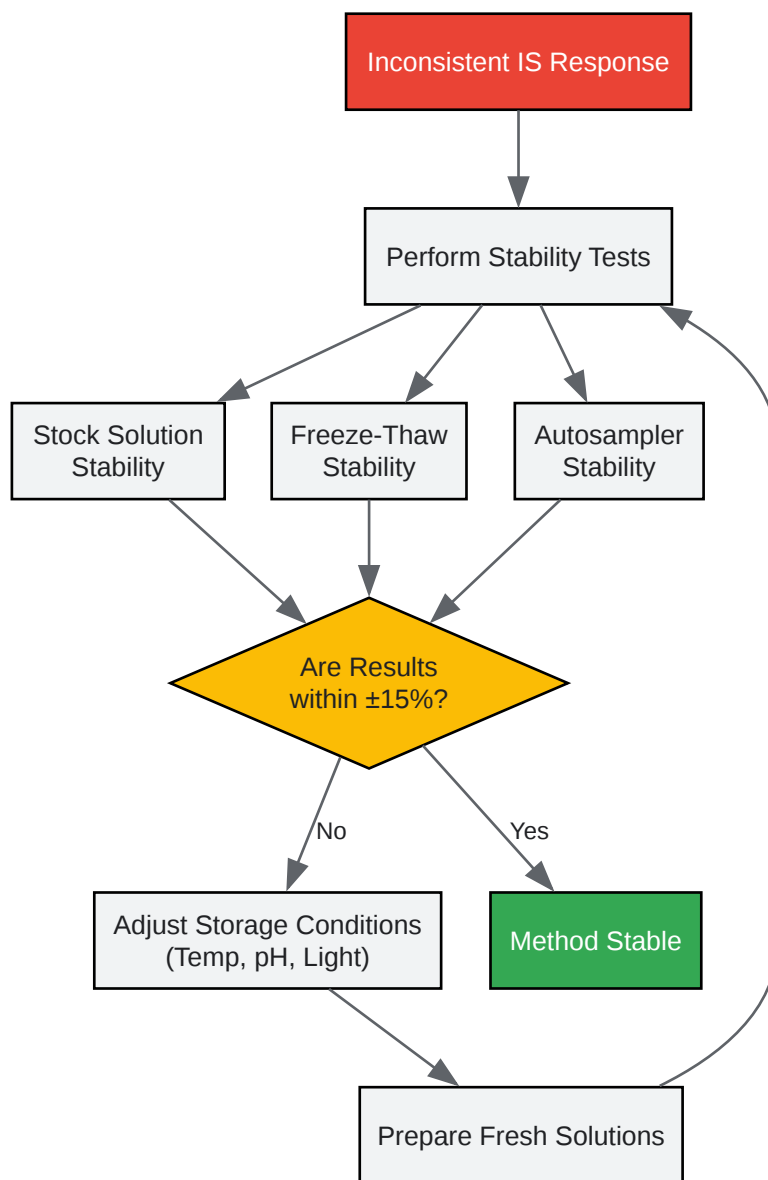 Inconsistent IS Response
Perform Stability Tests
Stock Solution
Stability
Freeze-Thaw
Stability
Autosampler
Stability
Are Results
within ±15%?
No
Yes
Adjust Storage Conditions
(Temp, pH, Light)
Method Stable
Prepare Fresh Solutions